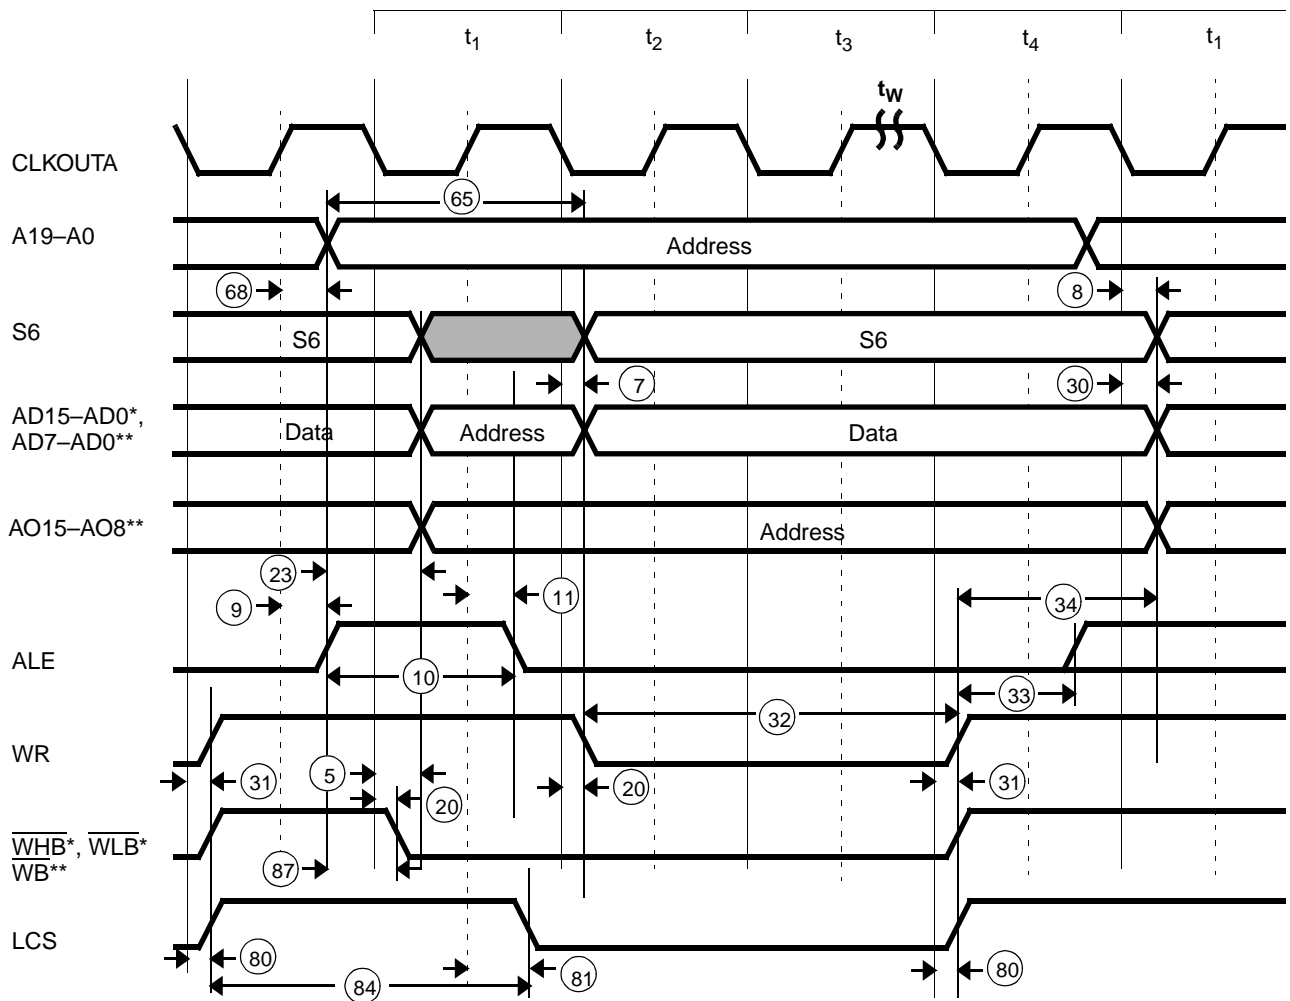 t1 t2 t3 t4 t1
tW
CLKOUTA
65
A19–A0
Address
68
8
S6
S6
S6
7
30
AD15–AD0*,
AD7–AD0**
Data
Address
Data
AO15–AO8**
Address
23
9
11
34
ALE
10
33
32
WR
31
5
20
20
31
WHB*, WLB*
WB**
87
LCS
80
84
81
80